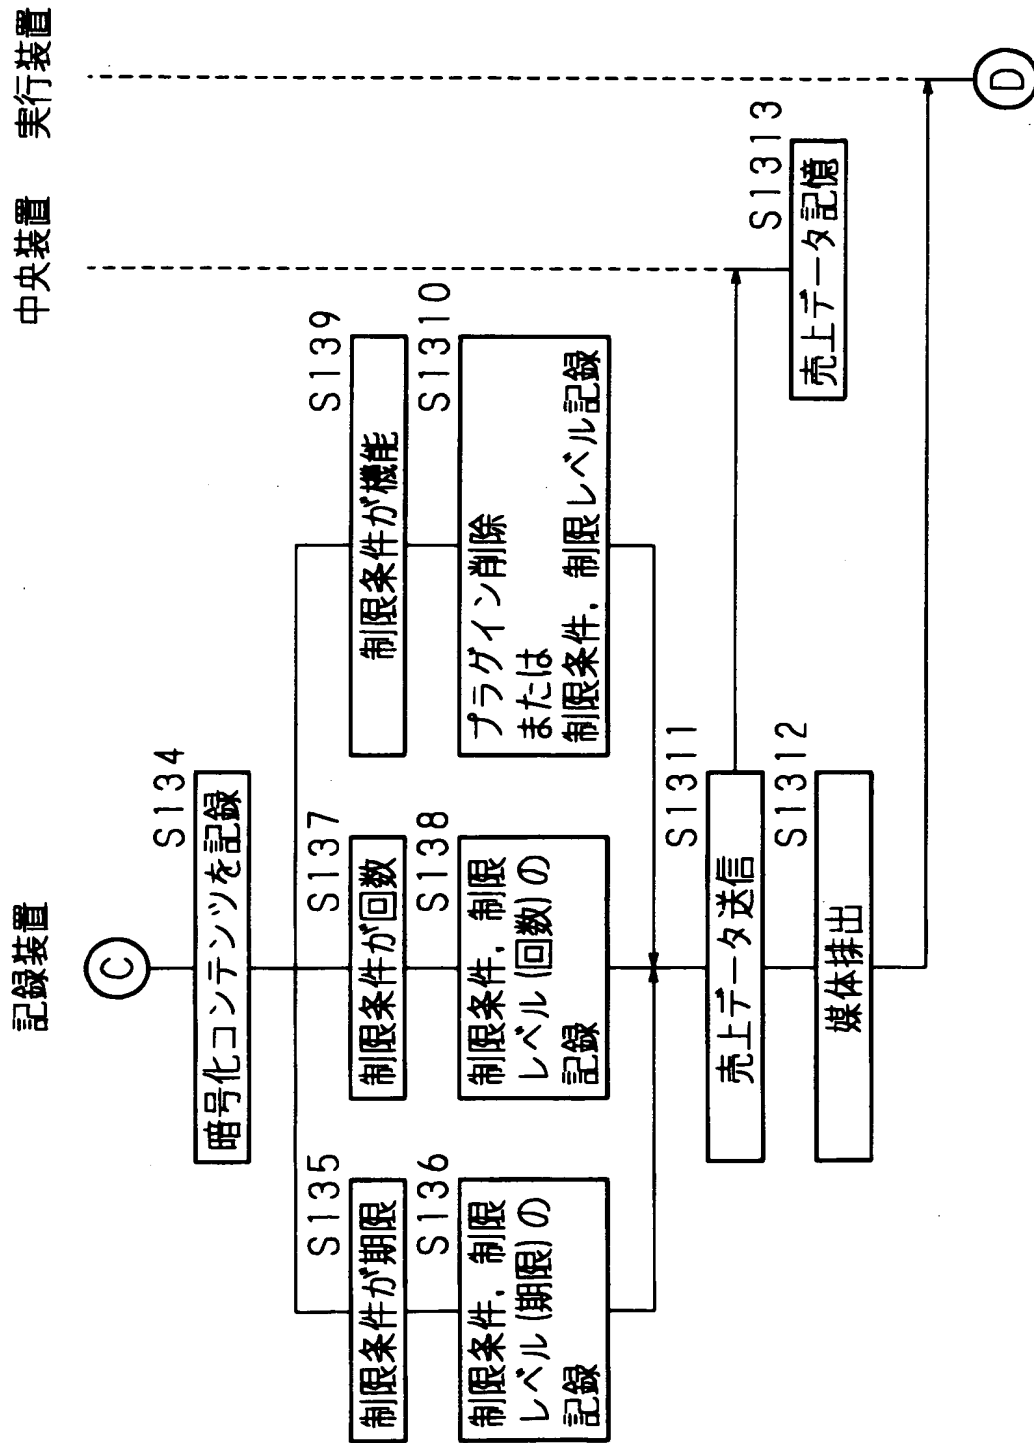 記録装置
中央装置
実行装置
C
S134
暗号化コンテンツを記録
S135
制限条件が期限
S137
制限条件が回数
S139
制限条件が機能
S136
制限条件，制限
レベル(期限)の
記録
S138
制限条件，制限
レベル(回数)の
記録
S1310
プラグイン削除
または
制限条件，制限レベル記録
S1311
売上データ送信
S1313
売上データ記憶
S1312
媒体排出
D